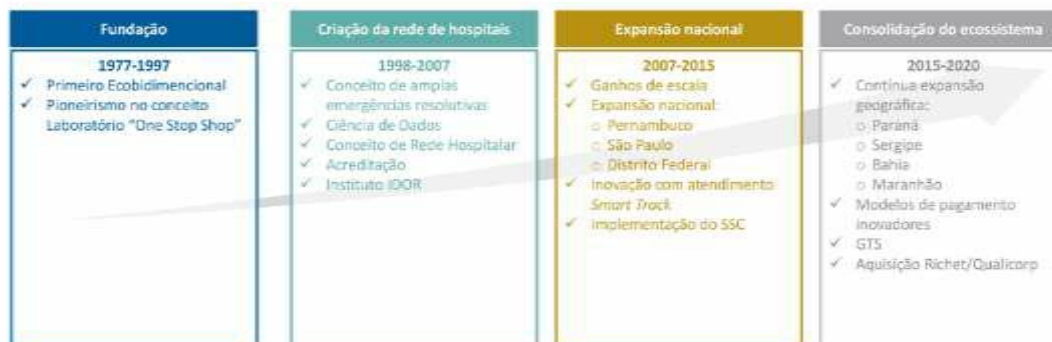 Fundação
1977-1997
✓ Primeiro Ecobidimencional
✓ Pioneirismo no conceito
Laboratório "One Stop Shop"
Criação da rede de hospitais
1998-2007
✓ Conceito de amplas
emergências resolutivas
✓ Ciência de Dados
✓ Conceito de Rede Hospitalar
✓ Acreditação
✓ Instituto IDOR
Expansão nacional
2007-2015
✓ Ganhos de escala
✓ Expansão nacional:
○ Pernambuco
○ São Paulo
○ Distrito Federal
✓ Inovação com atendimento
Smart Track
✓ Implementação do SSC
Consolidação do ecossistema
2015-2020
✓ Contínua expansão
geográfica:
○ Paraná
○ Sergipe
○ Bahia
○ Maranhão
✓ Modelos de pagamento
inovadores
✓ GTS
✓ Aquisição Richet/Qualicorp